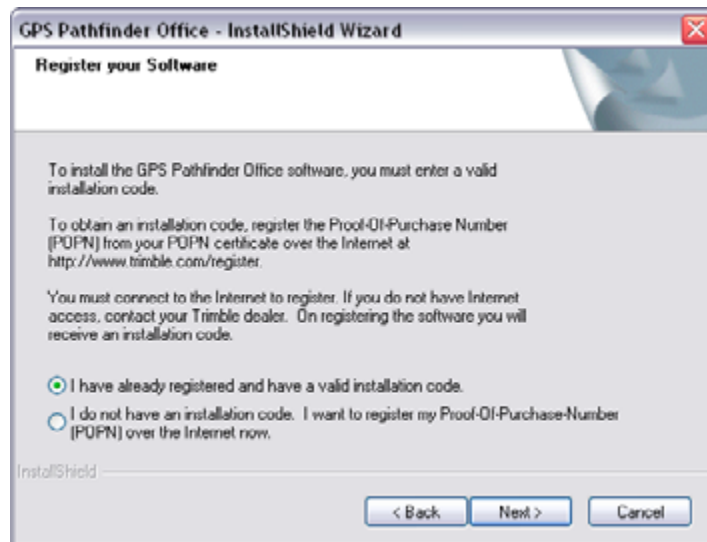 GPS Pathfinder Office - InstallShield Wizard
Register your Software
To install the GPS Pathfinder Office software, you must enter a valid
installation code.
To obtain an installation code, register the Proof-Of-Purchase Number
(POPN) from your POPN certificate over the Internet at
http://www.trimble.com/register.
You must connect to the Internet to register. If you do not have Internet
access, contact your Trimble dealer. On registering the software you will
receive an installation code.
I have already registered and have a valid installation code.
I do not have an installation code. I want to register my Proof-Of-Purchase-Number
(POPN) over the Internet now.
InstallShield
< Back Next > Cancel